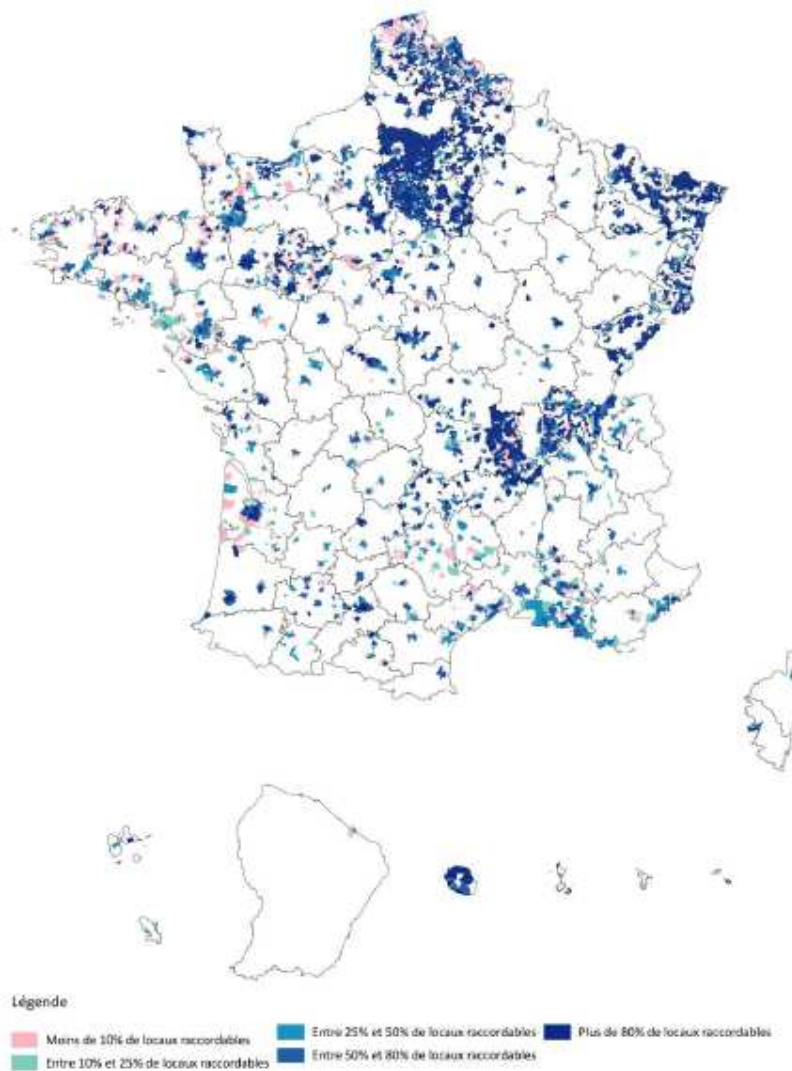 Légende
Moins de 10% de locaux raccordables
Entre 10% et 25% de locaux raccordables
Entre 25% et 50% de locaux raccordables
Entre 50% et 80% de locaux raccordables
Plus de 80% de locaux raccordables